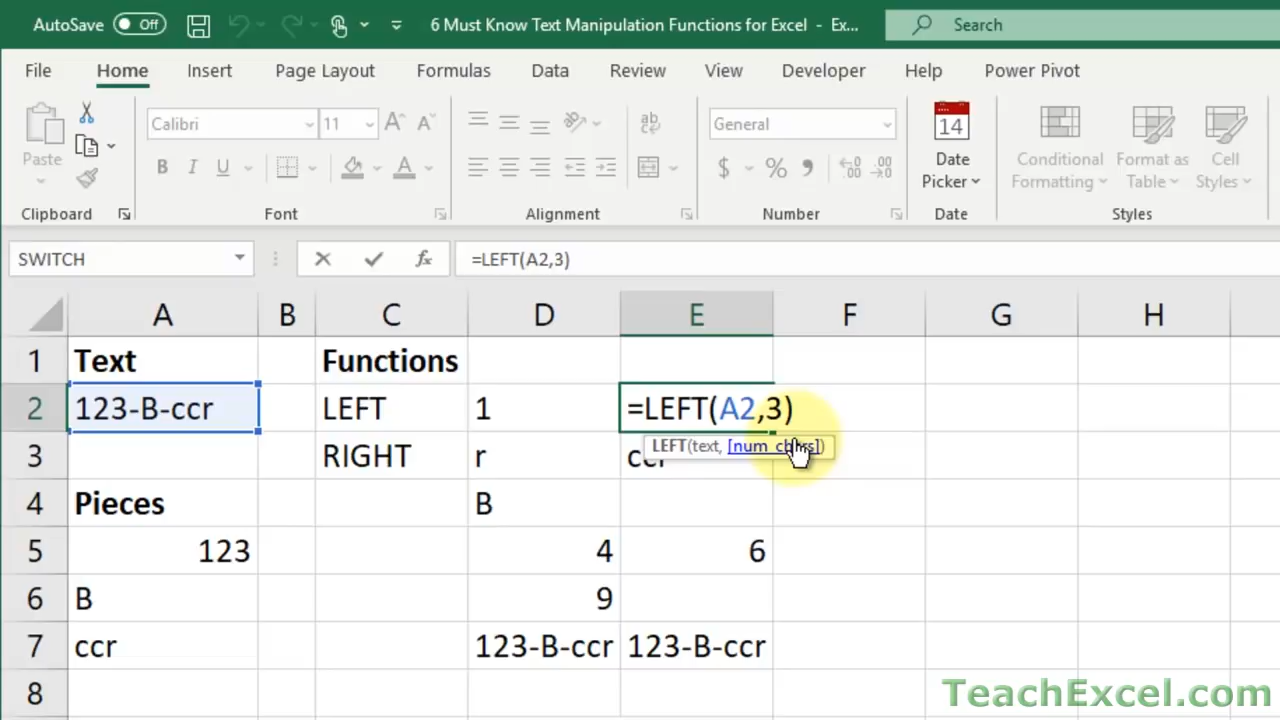 AutoSave Off 6 Must Know Text Manipulation Functions for Excel - Ex... Search
File Home Insert Page Layout Formulas Data Review View Developer Help Power Pivot
Calibri 11 General 14
Paste B I U A $ % Date Picker Conditional Formatting Format as Table Cell Styles
Clipboard Font Alignment Number Date Styles
SWITCH fx =LEFT(A2,3)
A B C D E F G H
1 Text Functions
2 123-B-ccr LEFT 1 =LEFT(A2,3)
LEFT(text, [num_chars])
3 RIGHT r ccr
4 Pieces B
5 123 4 6
6 B 9
7 ccr 123-B-ccr 123-B-ccr
8
TeachExcel.com